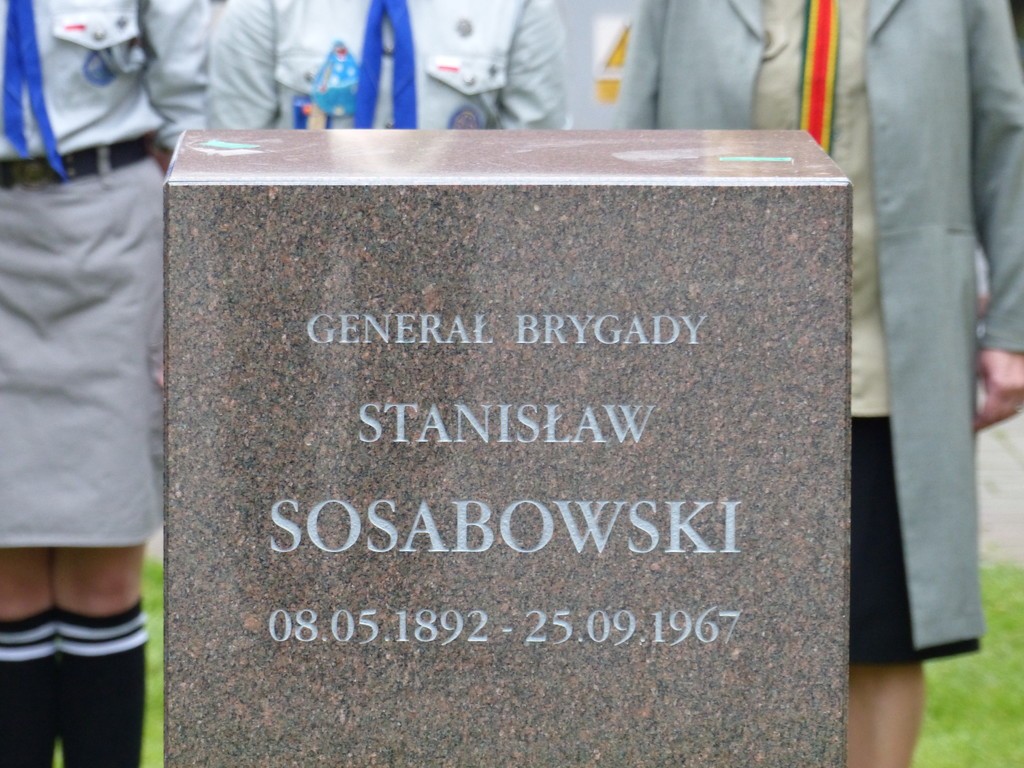 GENERAŁ BRYGADY
STANISŁAW
SOSABOWSKI
08.05.1892 - 25.09.1967